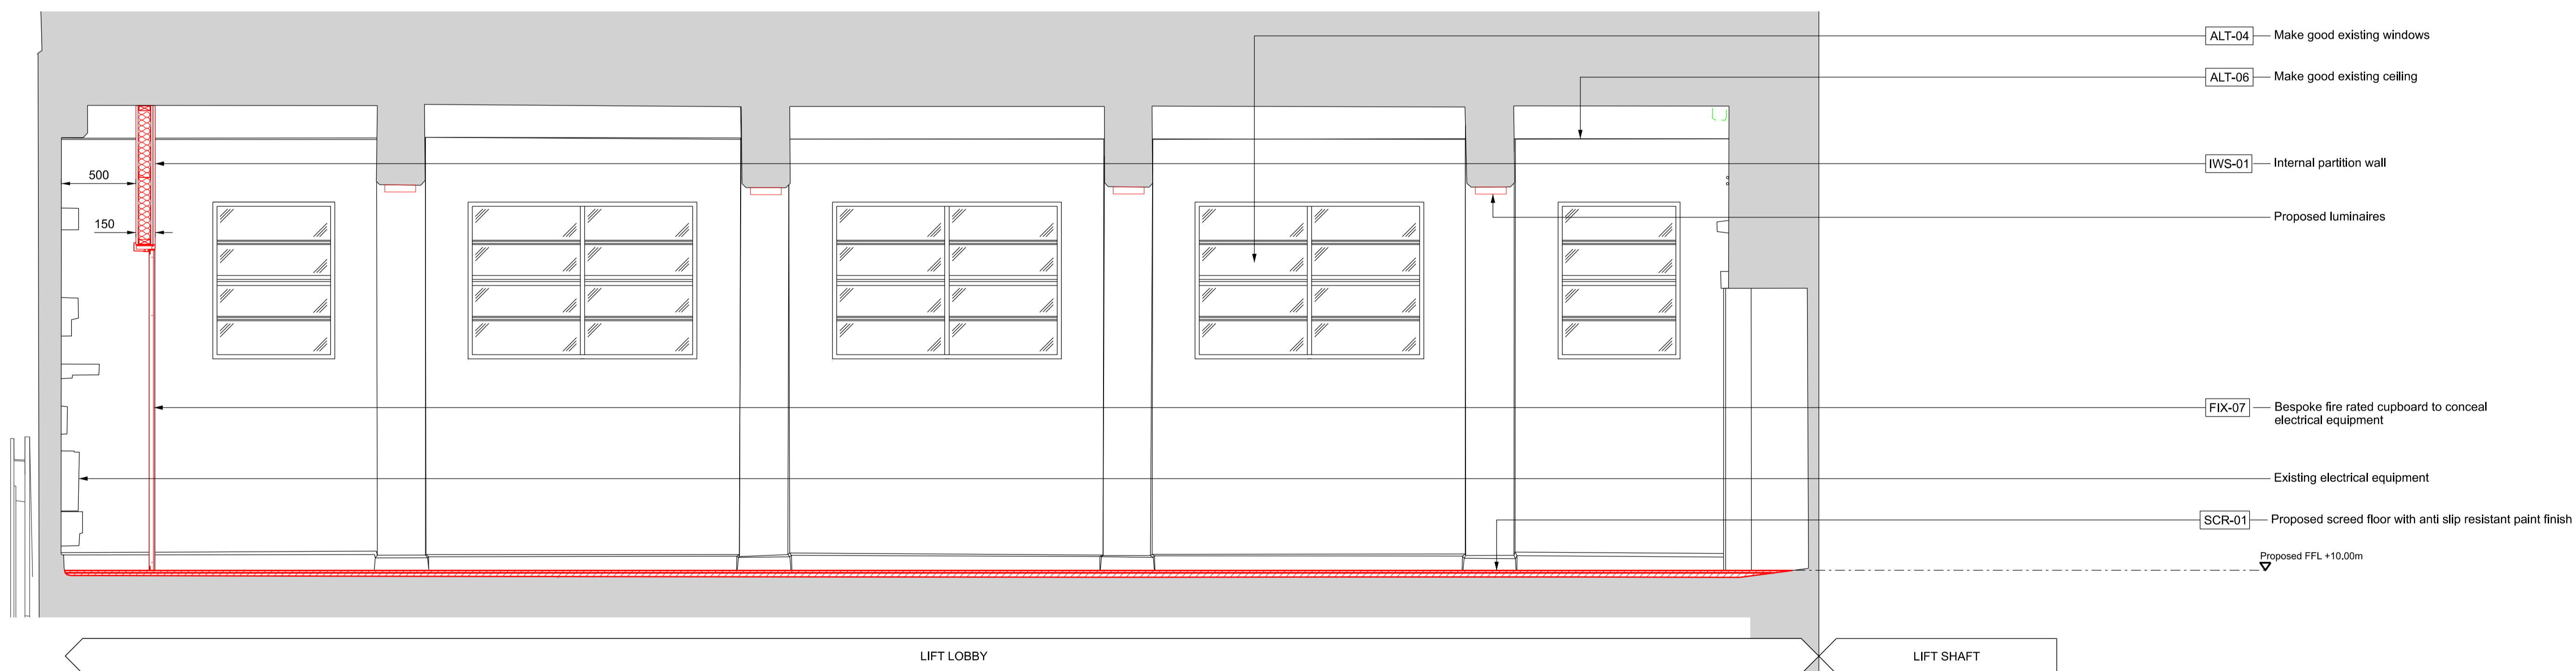 ALT-04 Make good existing windows
ALT-06 Make good existing ceiling
IWS-01 Internal partition wall
500
Proposed luminaires
150
FIX-07 Bespoke fire rated cupboard to conceal
electrical equipment
Existing electrical equipment
SCR-01 Proposed screed floor with anti slip resistant paint finish
Proposed FFL +10.00m
LIFT LOBBY
LIFT SHAFT